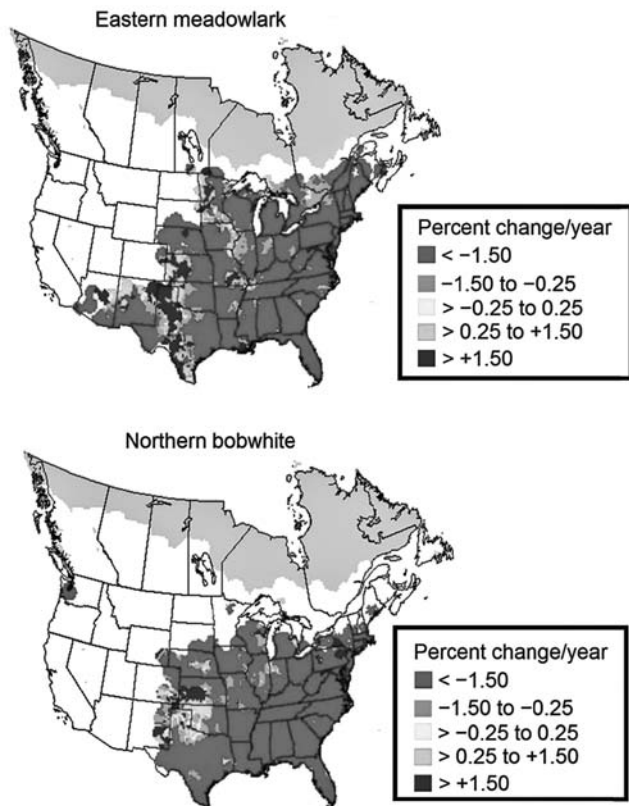 Eastern meadowlark
Percent change/year
< −1.50
−1.50 to −0.25
> −0.25 to 0.25
> 0.25 to +1.50
> +1.50
Northern bobwhite
Percent change/year
< −1.50
−1.50 to −0.25
> −0.25 to 0.25
> 0.25 to +1.50
> +1.50